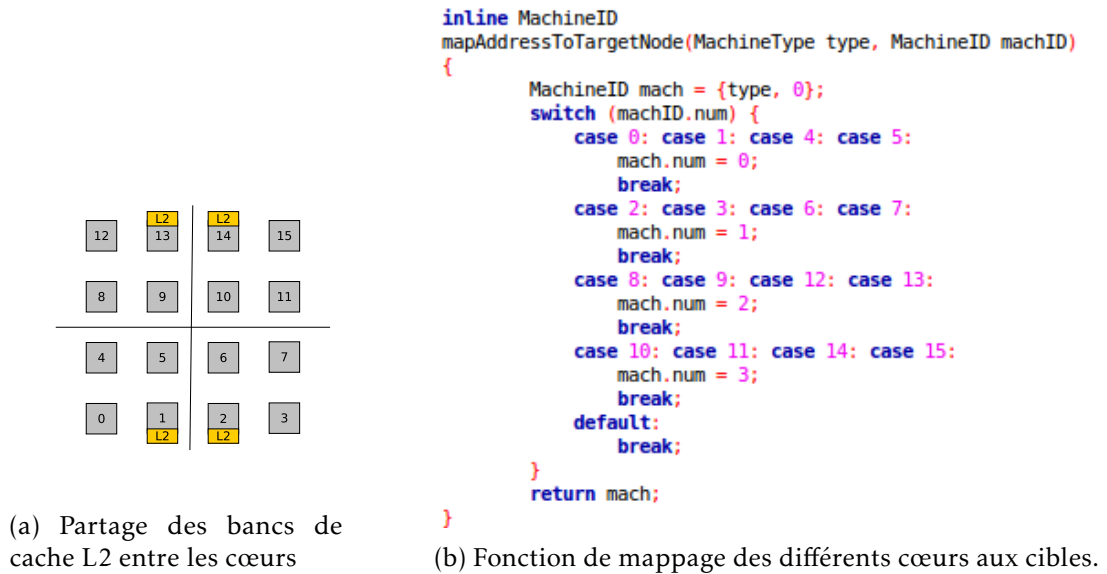 L2 L2
12 13 14 15
8 9 10 11
4 5 6 7
0 1 2 3
L2 L2
(a) Partage des bancs de
cache L2 entre les cœurs
inline MachineID
mapAddressToTargetNode(MachineType type, MachineID machID)
{
MachineID mach = {type, 0};
switch (machID.num) {
case 0: case 1: case 4: case 5:
mach.num = 0;
break;
case 2: case 3: case 6: case 7:
mach.num = 1;
break;
case 8: case 9: case 12: case 13:
mach.num = 2;
break;
case 10: case 11: case 14: case 15:
mach.num = 3;
break;
default:
break;
}
return mach;
}
(b) Fonction de mappage des différents cœurs aux cibles.